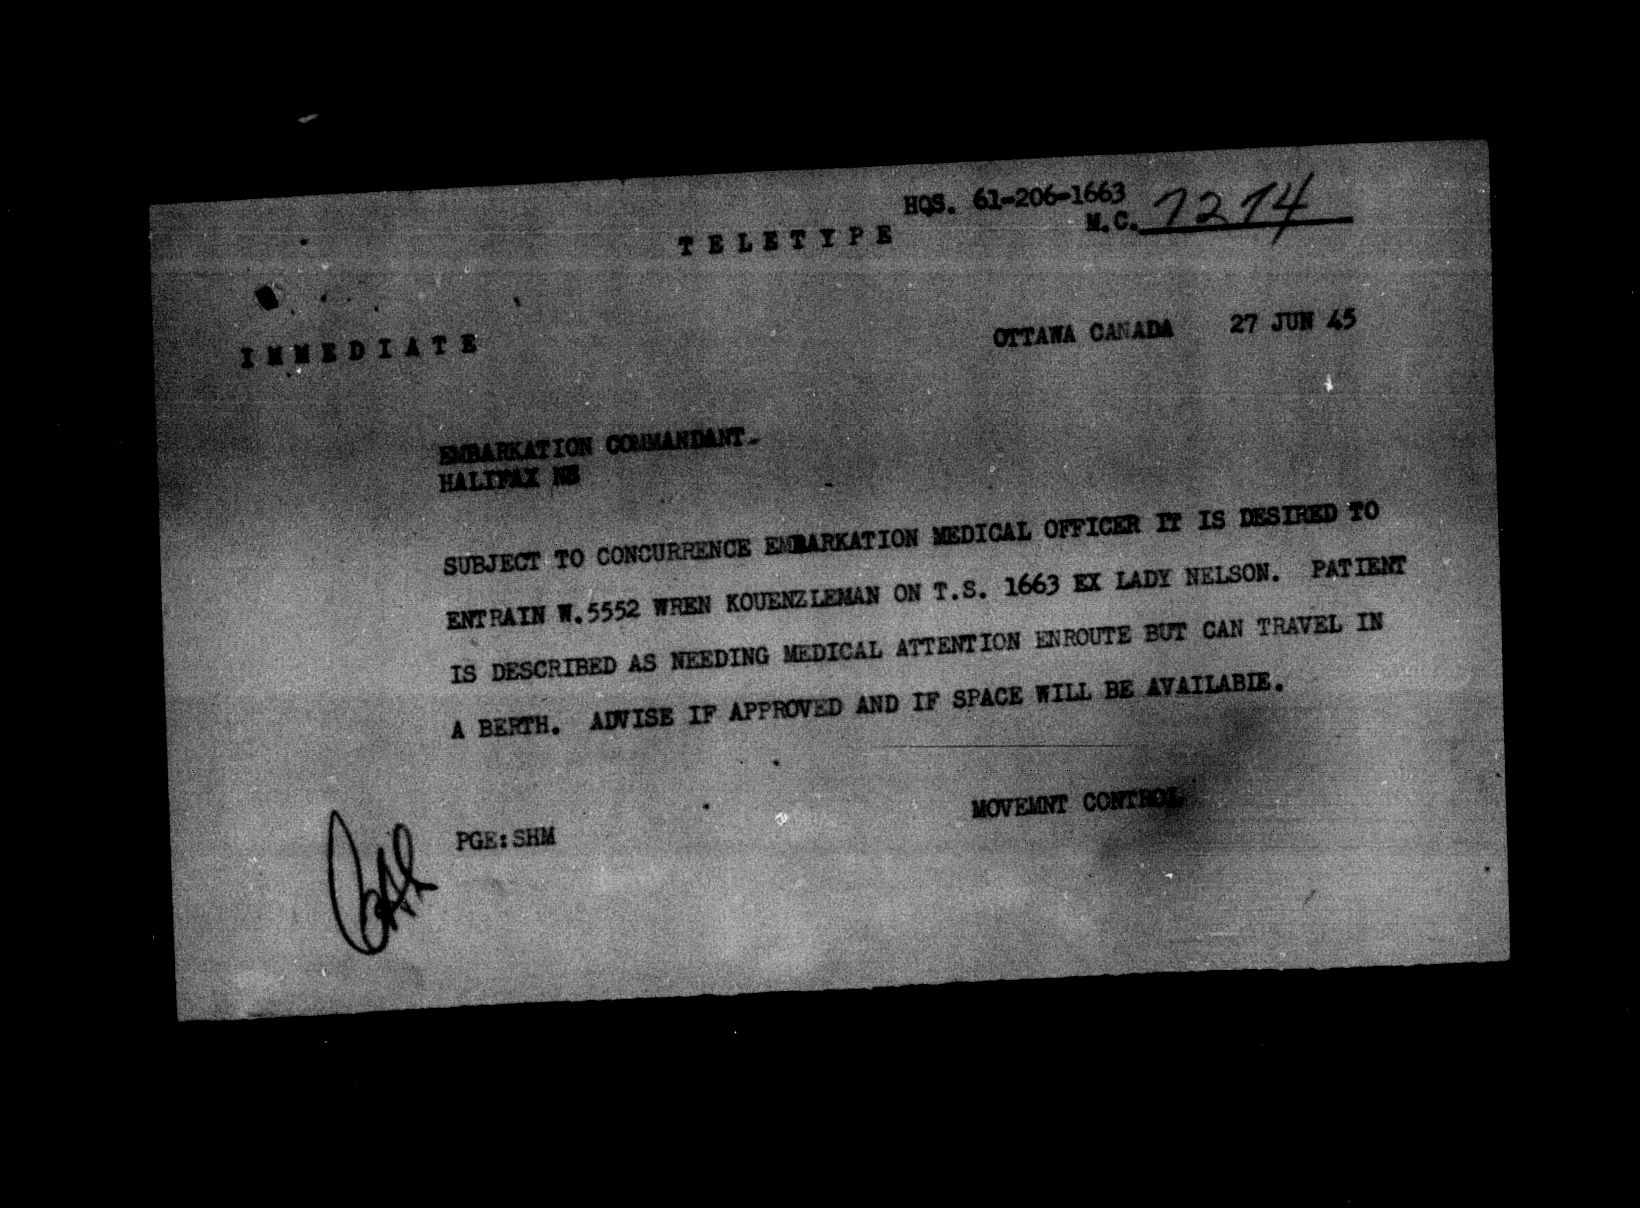 HQS. 61-206-1663
M.C. 7274
T E L E T Y P E
I M M E D I A T E
OTTAWA CANADA 27 JUN 45
EMBARKATION COMMANDANT
HALIFAX NS
SUBJECT TO CONCURRENCE EMBARKATION MEDICAL OFFICER IT IS DESIRED TO
ENTRAIN W.5552 WREN KOUENZLEMAN ON T.S. 1663 EX LADY NELSON. PATIENT
IS DESCRIBED AS NEEDING MEDICAL ATTENTION ENROUTE BUT CAN TRAVEL IN
A BERTH. ADVISE IF APPROVED AND IF SPACE WILL BE AVAILABLE.
MOVEMNT CONTROL
PGE:SHM